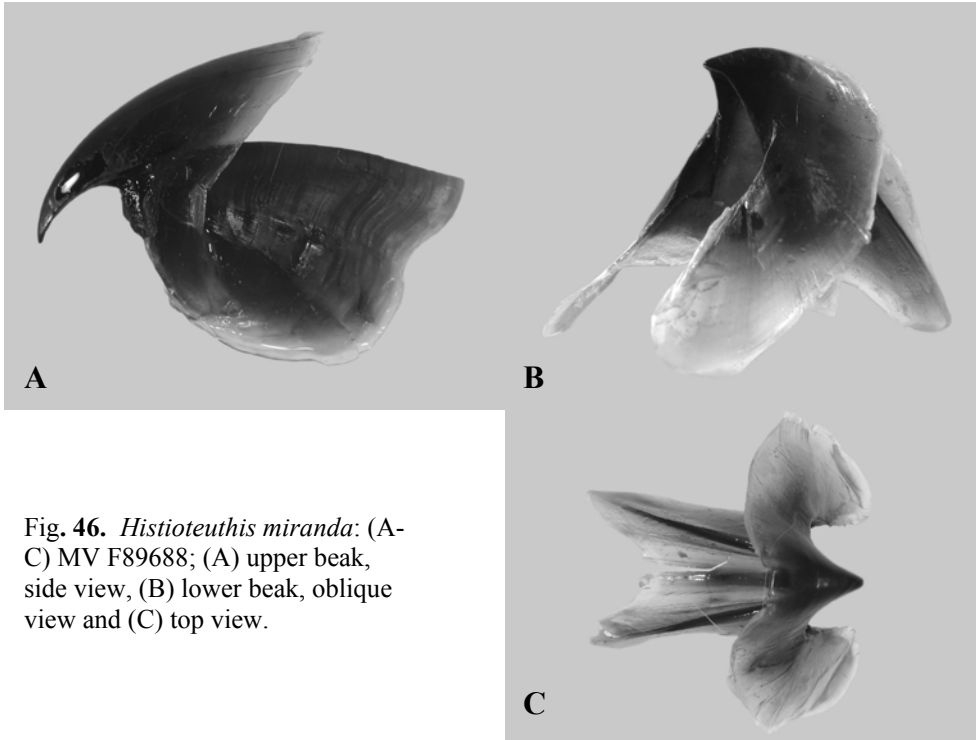 A
B
Fig. 46. Histioteuthis miranda: (A-
C) MV F89688; (A) upper beak,
side view, (B) lower beak, oblique
view and (C) top view.
C